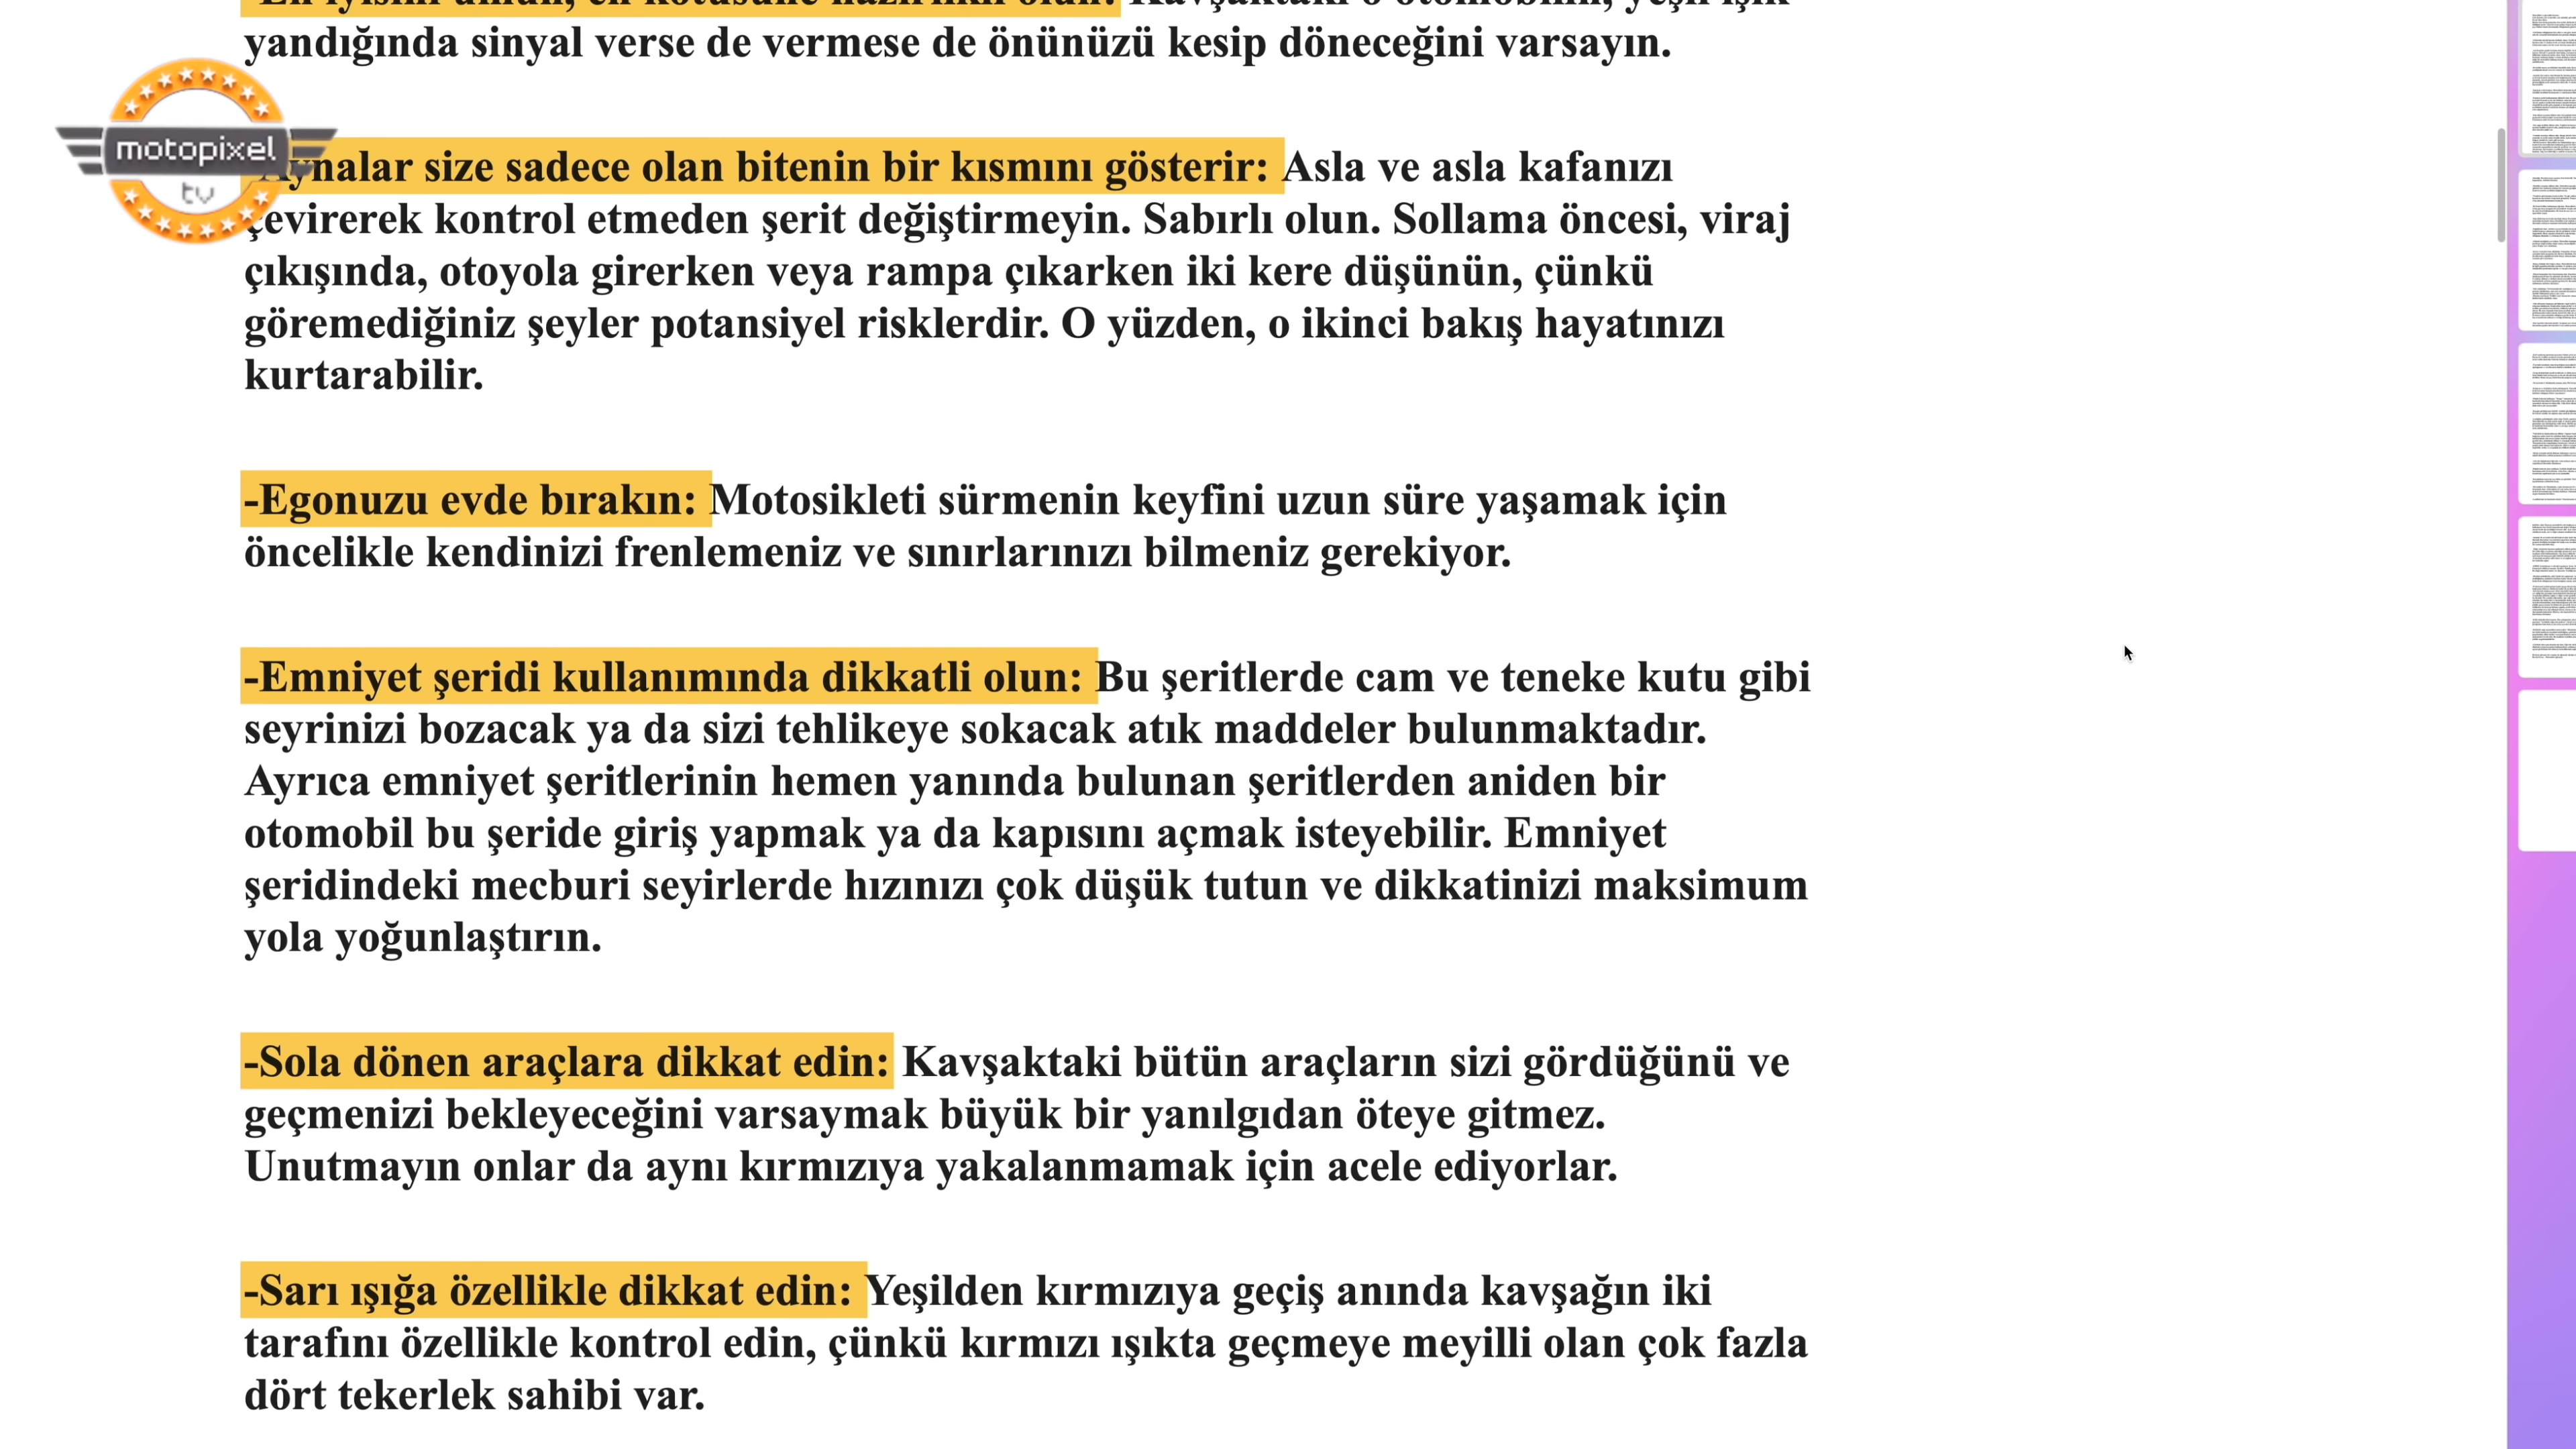 yandığında sinyal verse de vermese de önünüzü kesip döneceğini varsayın.
motopixel
tv
-Aynalar size sadece olan bitenin bir kısmını gösterir: Asla ve asla kafanızı
çevirerek kontrol etmeden şerit değiştirmeyin. Sabırlı olun. Sollama öncesi, viraj
çıkışında, otoyola girerken veya rampa çıkarken iki kere düşünün, çünkü
göremediğiniz şeyler potansiyel risklerdir. O yüzden, o ikinci bakış hayatınızı
kurtarabilir.
-Egonuzu evde bırakın: Motosikleti sürmenin keyfini uzun süre yaşamak için
öncelikle kendinizi frenlemeniz ve sınırlarınızı bilmeniz gerekiyor.
-Emniyet şeridi kullanımında dikkatli olun: Bu şeritlerde cam ve teneke kutu gibi
seyrinizi bozacak ya da sizi tehlikeye sokacak atık maddeler bulunmaktadır.
Ayrıca emniyet şeritlerinin hemen yanında bulunan şeritlerden aniden bir
otomobil bu şeride giriş yapmak ya da kapısını açmak isteyebilir. Emniyet
şeridindeki mecburi seyirlerde hızınızı çok düşük tutun ve dikkatinizi maksimum
yola yoğunlaştırın.
-Sola dönen araçlara dikkat edin: Kavşaktaki bütün araçların sizi gördüğünü ve
geçmenizi bekleyeceğini varsaymak büyük bir yanılgıdan öteye gitmez.
Unutmayın onlar da aynı kırmızıya yakalanmamak için acele ediyorlar.
-Sarı ışığa özellikle dikkat edin: Yeşilden kırmızıya geçiş anında kavşağın iki
tarafını özellikle kontrol edin, çünkü kırmızı ışıkta geçmeye meyilli olan çok fazla
dört tekerlek sahibi var.